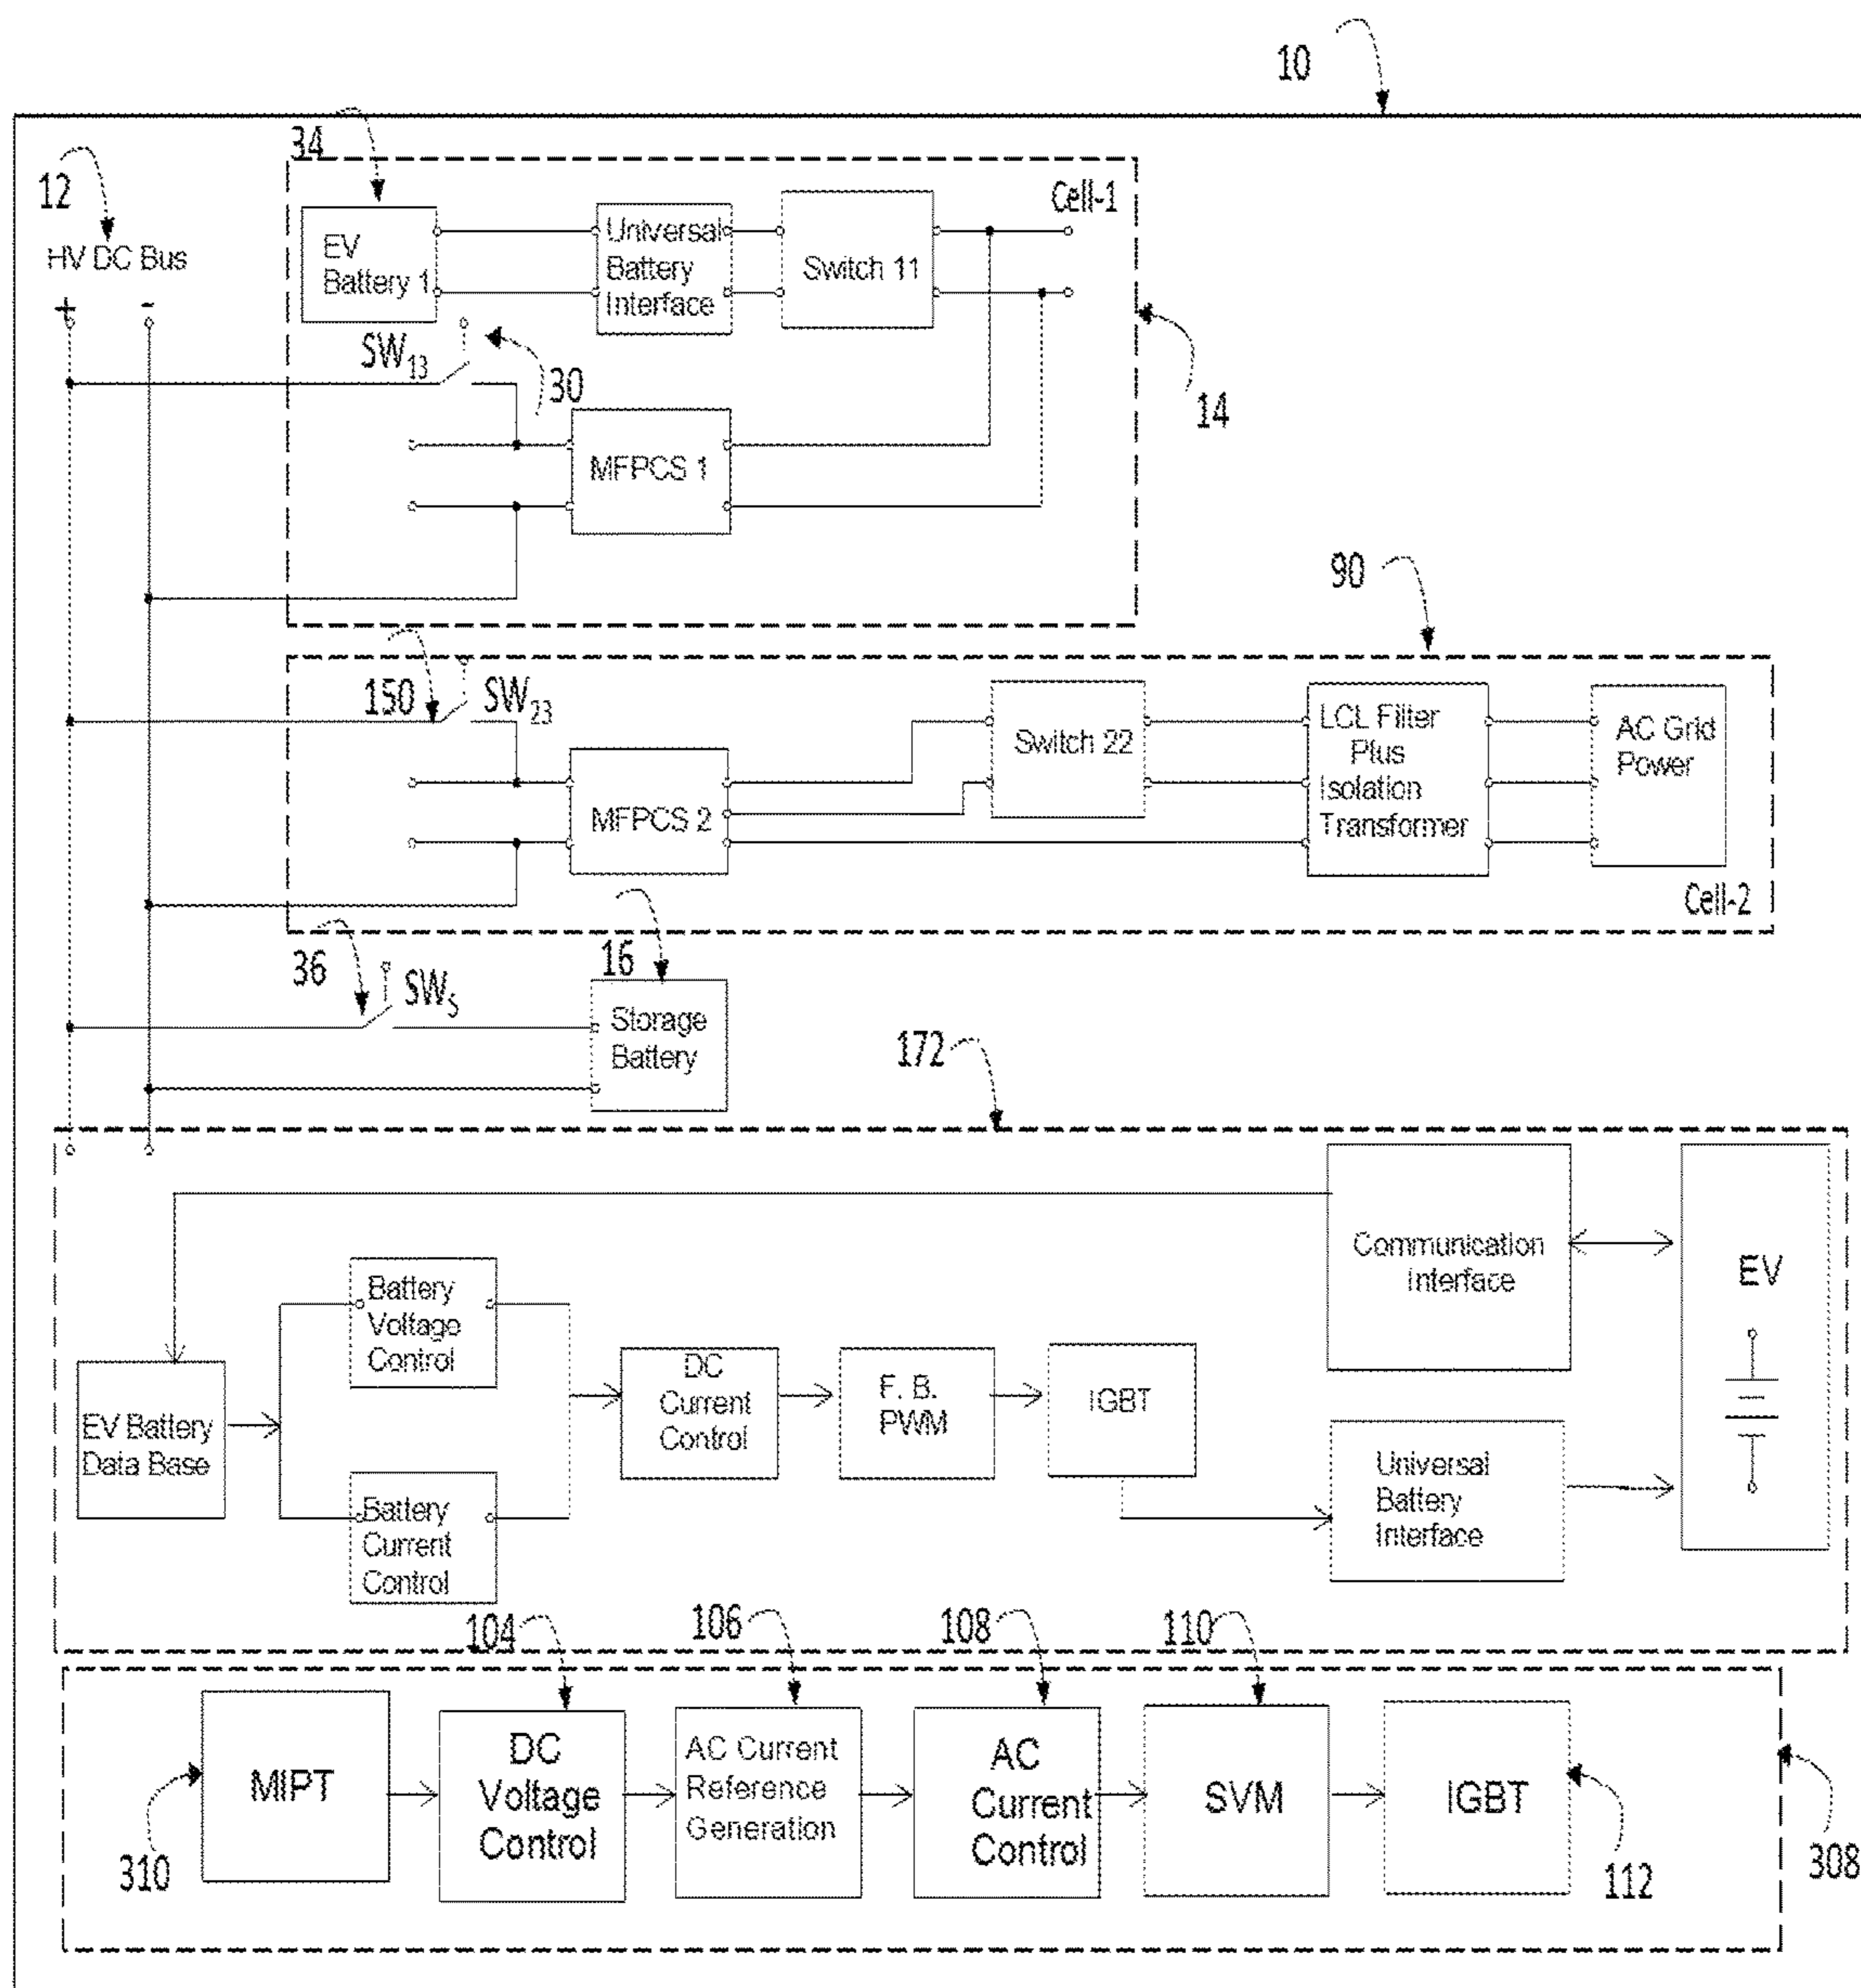 10
34
12
HV DC Bus
+
-
EV
Battery 1
Universal
Battery
Interface
Switch 11
Cell-1
SW13
30
14
MFPCS 1
90
150
SW23
MFPCS 2
Switch 22
LCL Filter
Plus
Isolation
Transformer
AC Grid
Power
Cell-2
36
SW5
16
Storage
Battery
172
Communication
Interface
EV
Battery
Voltage
Control
EV Battery
Data Base
Battery
Current
Control
DC
Current
Control
F. B.
PWM
IGBT
Universal
Battery
Interface
104
106
108
110
MIPT
DC
Voltage
Control
AC Current
Reference
Generation
AC
Current
Control
SVM
IGBT
310
112
308